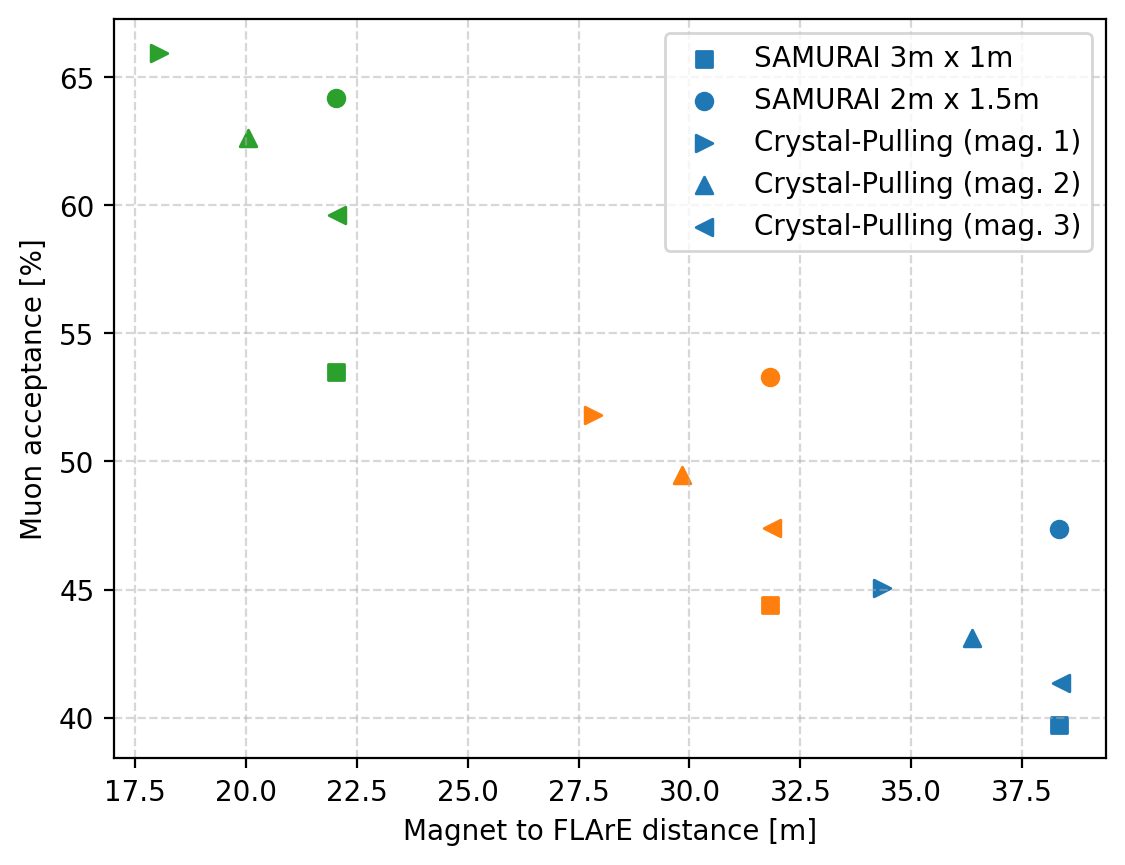 SAMURAI 3m x 1m
SAMURAI 2m x 1.5m
Crystal-Pulling (mag. 1)
Crystal-Pulling (mag. 2)
Crystal-Pulling (mag. 3)
65
60
55
50
45
40
Muon acceptance [%]
17.5 20.0 22.5 25.0 27.5 30.0 32.5 35.0 37.5
Magnet to FLArE distance [m]